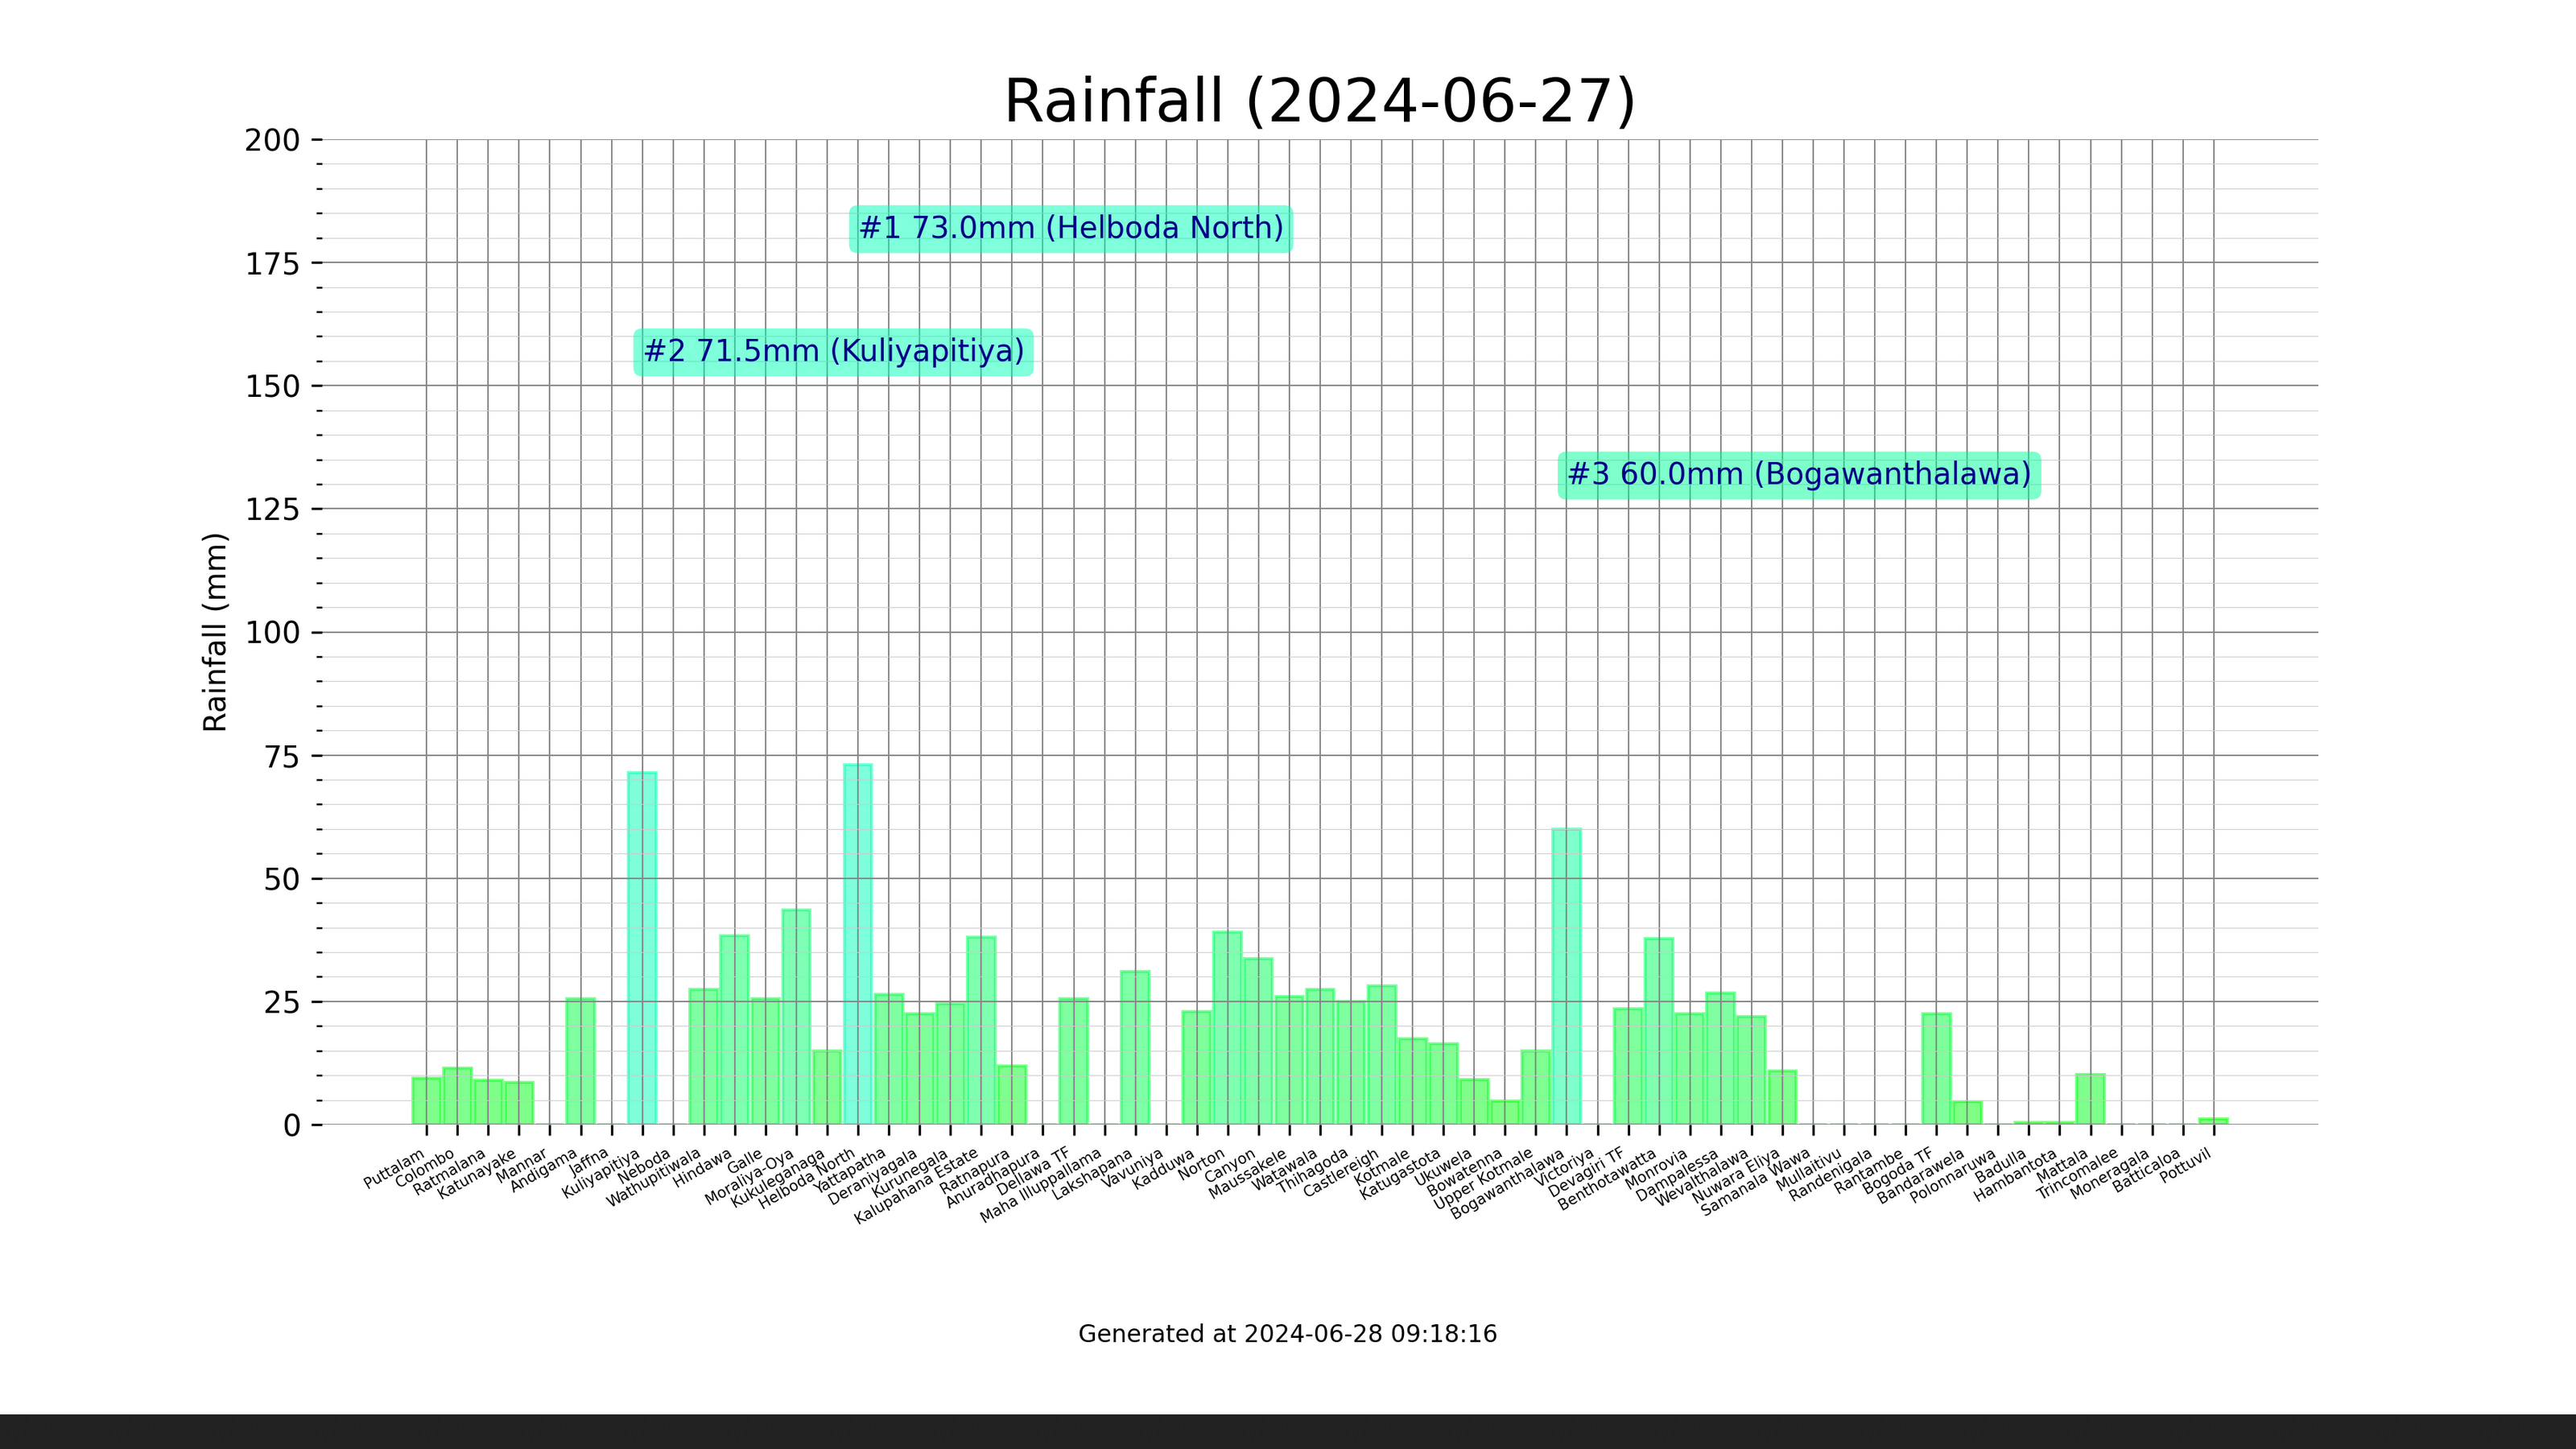 Rainfall (2024-06-27)
200
175
150
125
100
75
50
25
0
Rainfall (mm)
#1 73.0mm (Helboda North)
#2 71.5mm (Kuliyapitiya)
#3 60.0mm (Bogawanthalawa)
Puttalam
Colombo
Ratmalana
Katunayake
Mannar
Andigama
Jaffna
Kuliyapitiya
Neboda
Wathupitiwala
Hindawa
Galle
Moraliya-Oya
Kukuleganaga
Helboda North
Yattapatha
Deraniyagala
Kurunegala
Kalupahana Estate
Ratnapura
Anuradhapura
Dellawa TF
Maha Illuppallama
Lakshapana
Vavuniya
Kadduwa
Norton
Canyon
Maussakele
Watawala
Thihagoda
Castlereigh
Kotmale
Katugastota
Ukuwela
Bowatenna
Upper Kotmale
Bogawanthalawa
Victoriya
Devagiri TF
Benthotawatta
Monrovia
Dampalessa
Wevalthalawa
Nuwara Eliya
Samanala Wawa
Mullaitivu
Randenigala
Rantambe
Bogoda TF
Bandarawela
Polonnaruwa
Badulla
Hambantota
Mattala
Trincomalee
Moneragala
Batticaloa
Pottuvil
Generated at 2024-06-28 09:18:16